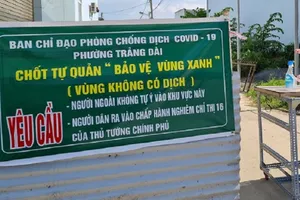 BAN CHỈ ĐẠO PHÒNG CHỐNG DỊCH COVID - 19
PHƯỜNG TRẢNG DÀI
CHỐT TỰ QUẢN " BẢO VỆ VÙNG XANH "
( VÙNG KHÔNG CÓ DỊCH )
YÊU CẦU
- NGƯỜI NGOÀI KHÔNG TỰ Ý VÀO KHU VỰC NÀY
- NGƯỜI DÂN RA VÀO CHẤP HÀNH NGHIÊM CHỈ THỊ 16
CỦA THỦ TƯỚNG CHÍNH PHỦ